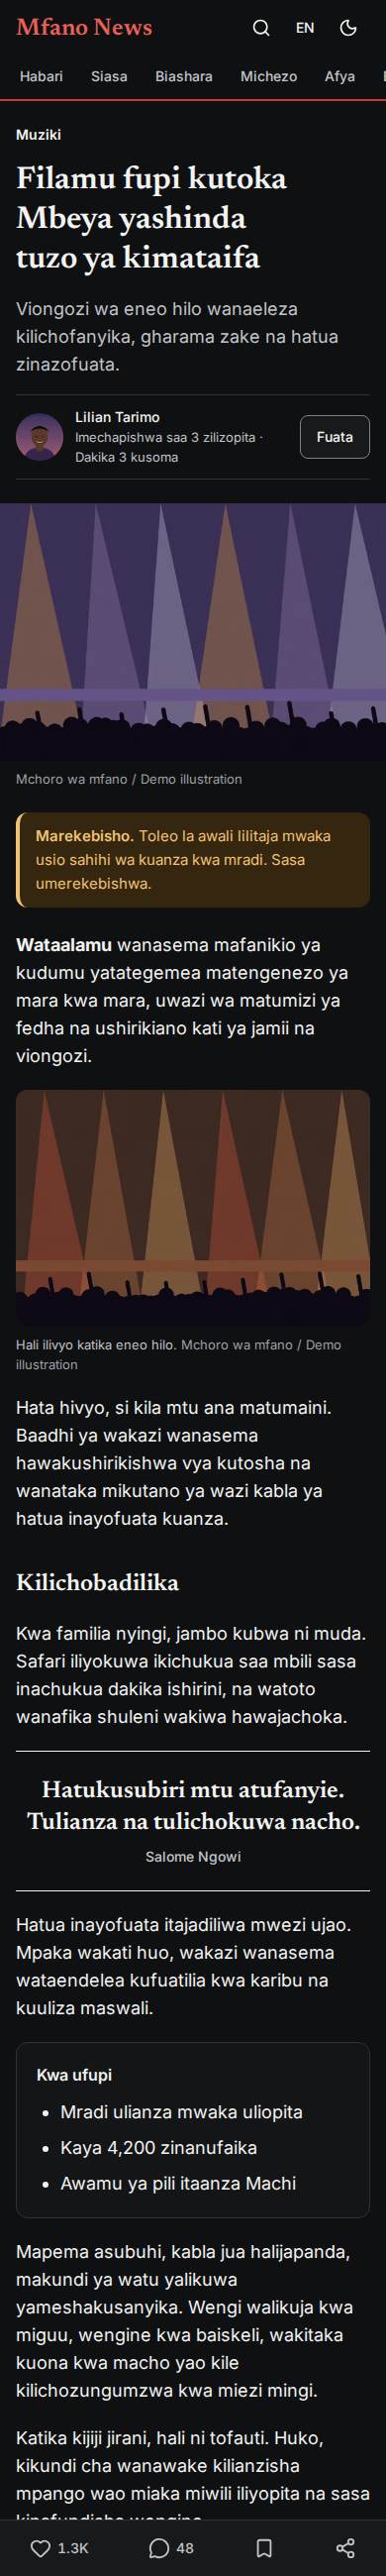 Mfano News
EN
Habari Siasa Biashara Michezo Afya
Muziki
Filamu fupi kutoka
Mbeya yashinda
tuzo ya kimataifa
Viongozi wa eneo hilo wanaeleza
kilichofanyika, gharama zake na hatua
zinazofuata.
Lilian Tarimo
Imechapishwa saa 3 zilizopita ·
Dakika 3 kusoma
Fuata
Mchoro wa mfano / Demo illustration
Marekebisho. Toleo la awali lilitaja mwaka
usio sahihi wa kuanza kwa mradi. Sasa
umerekebishwa.
Wataalamu wanasema mafanikio ya
kudumu yatategemea matengenezo ya
mara kwa mara, uwazi wa matumizi ya
fedha na ushirikiano kati ya jamii na
viongozi.
Hali ilivyo katika eneo hilo. Mchoro wa mfano / Demo
illustration
Hata hivyo, si kila mtu ana matumaini.
Baadhi ya wakazi wanasema
hawakushirikishwa vya kutosha na
wanataka mikutano ya wazi kabla ya
hatua inayofuata kuanza.
Kilichobadilika
Kwa familia nyingi, jambo kubwa ni muda.
Safari iliyokuwa ikichukua saa mbili sasa
inachukua dakika ishirini, na watoto
wanafika shuleni wakiwa hawajachoka.
Hatukusubiri mtu atufanyie.
Tulianza na tulichokuwa nacho.
Salome Ngowi
Hatua inayofuata itajadiliwa mwezi ujao.
Mpaka wakati huo, wakazi wanasema
wataendelea kufuatilia kwa karibu na
kuuliza maswali.
Kwa ufupi
• Mradi ulianza mwaka uliopita
• Kaya 4,200 zinanufaika
• Awamu ya pili itaanza Machi
Mapema asubuhi, kabla jua halijapanda,
makundi ya watu yalikuwa
yameshakusanyika. Wengi walikuja kwa
miguu, wengine kwa baiskeli, wakitaka
kuona kwa macho yao kile
kilichozungumzwa kwa miezi mingi.
Katika kijiji jirani, hali ni tofauti. Huko,
kikundi cha wanawake kilianzisha
mpango wao miaka miwili iliyopita na sasa
1.3K 48